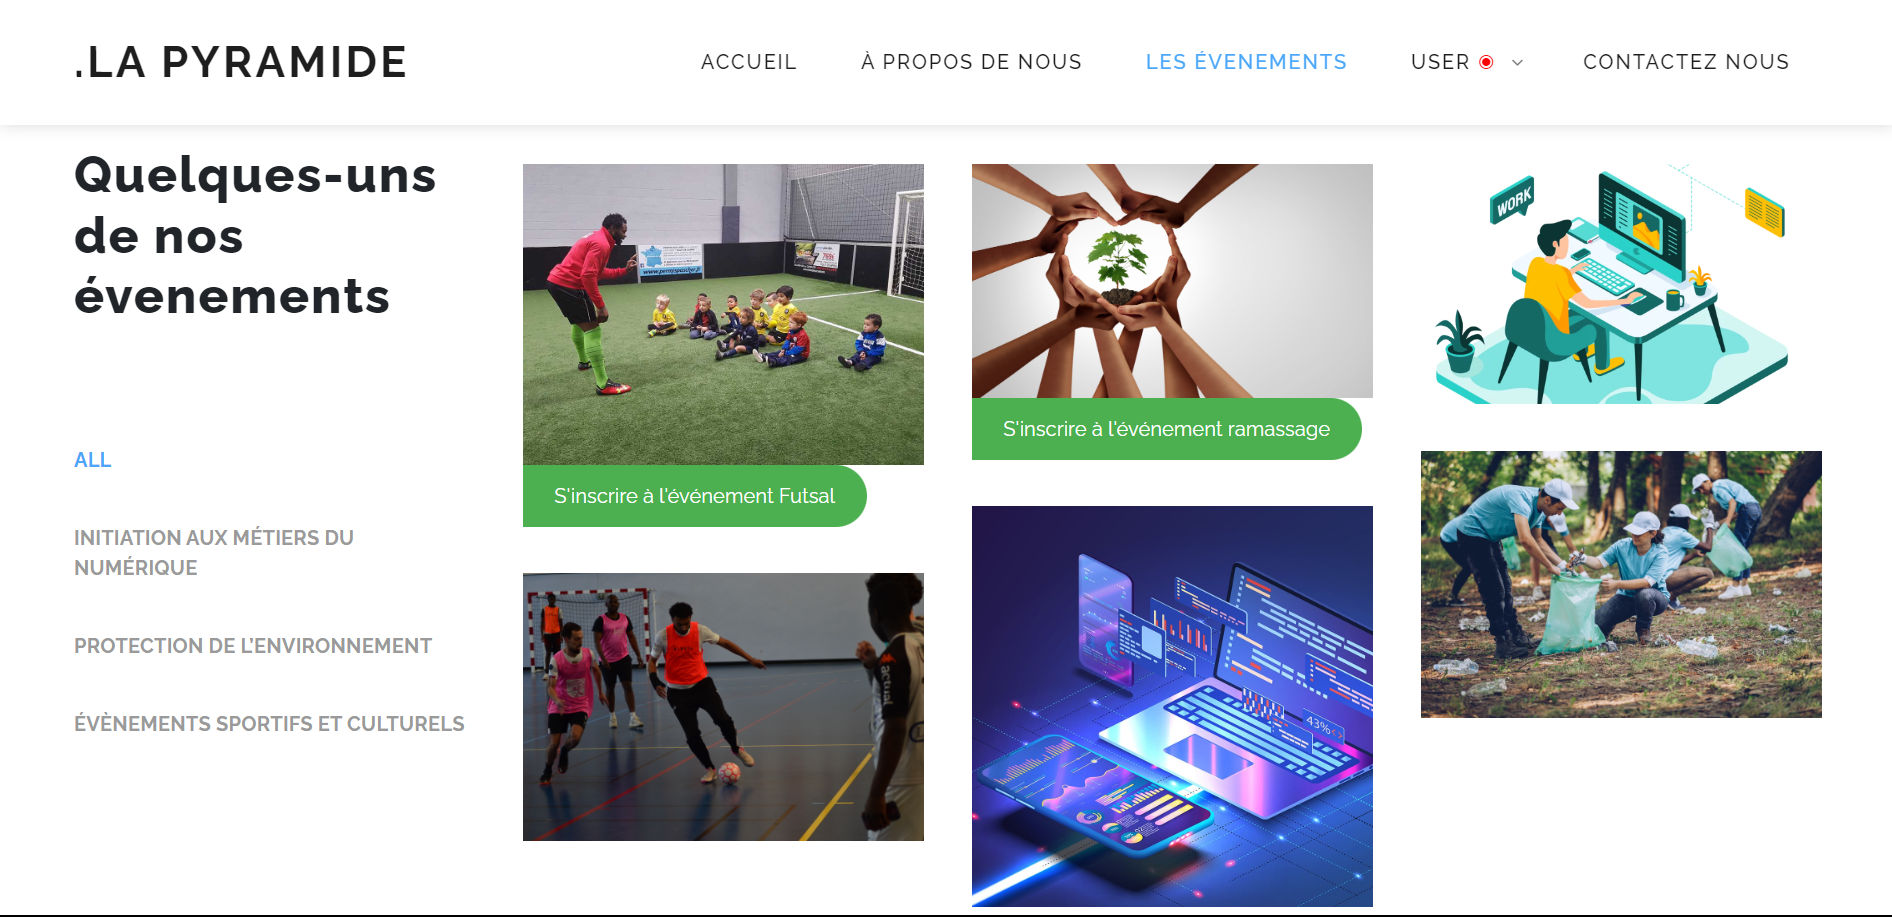 .LA PYRAMIDE
ACCUEIL
À PROPOS DE NOUS
LES ÉVENEMENTS
USER
CONTACTEZ NOUS
Quelques-uns
de nos
évenements
ALL
INITIATION AUX MÉTIERS DU
NUMÉRIQUE
PROTECTION DE L'ENVIRONNEMENT
ÉVÈNEMENTS SPORTIFS ET CULTURELS
S'inscrire à l'événement Futsal
S'inscrire à l'événement ramassage
43%
WORK